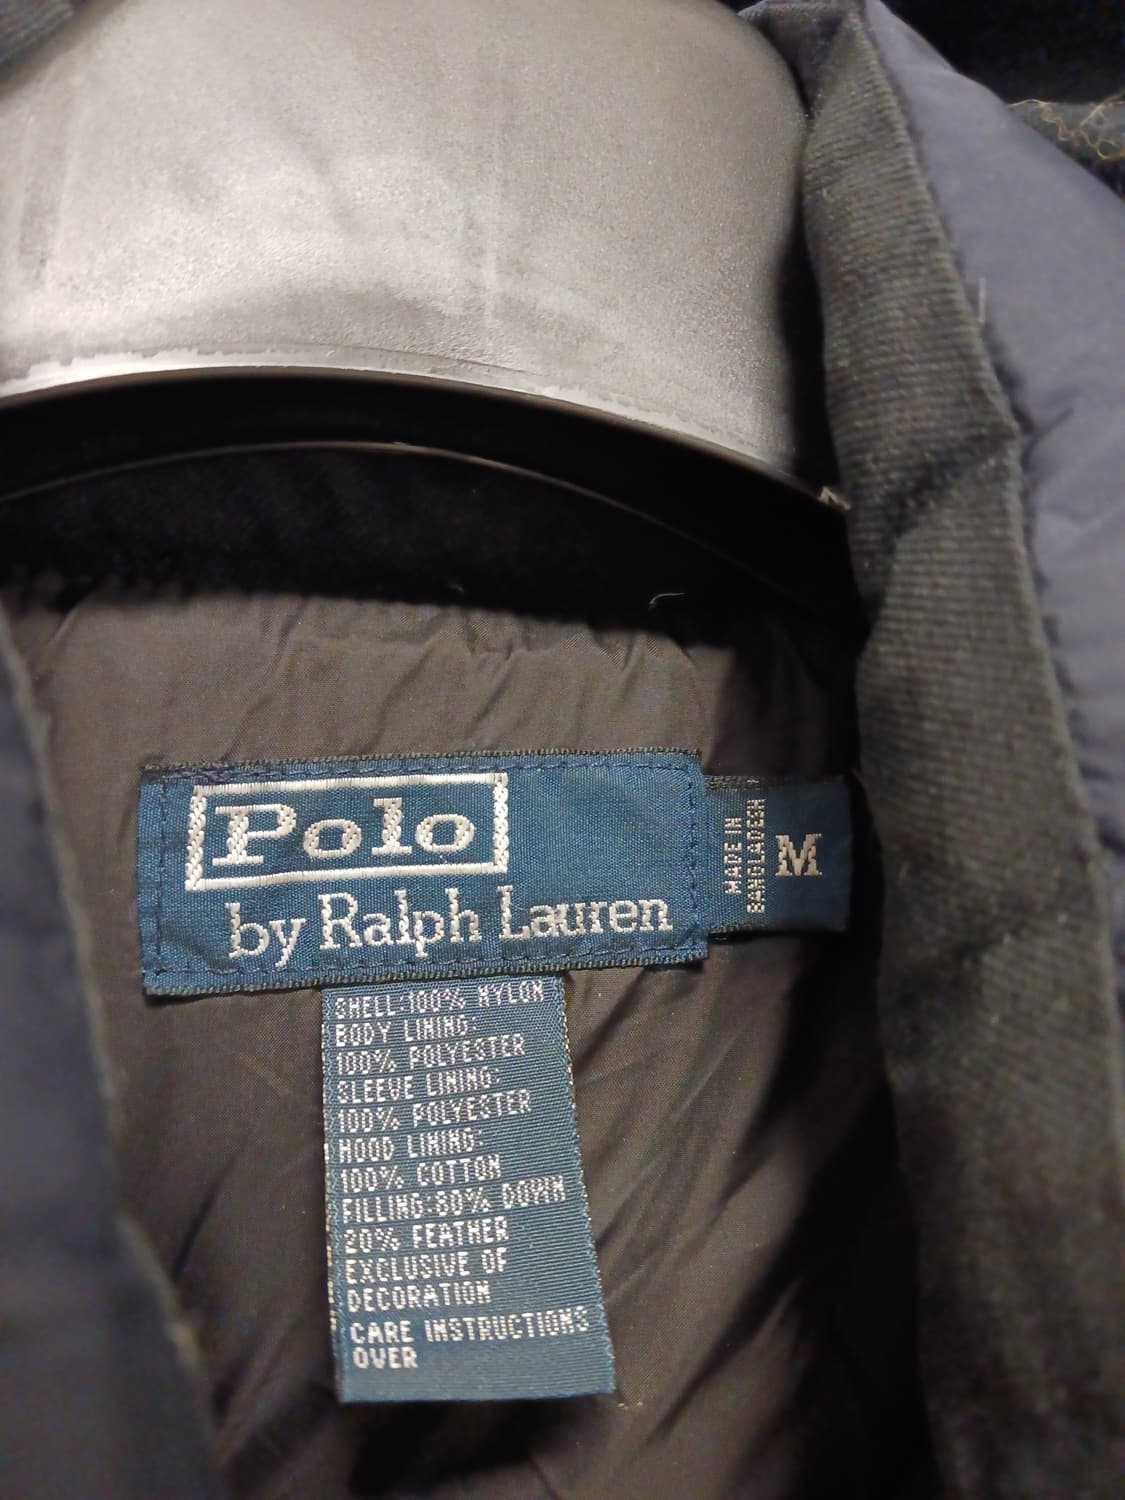 Polo
by Ralph Lauren
MADE IN
BANGLADESH
M
SHELL:100% NYLON
BODY LINING:
100% POLYESTER
SLEEVE LINING:
100% POLYESTER
HOOD LINING:
100% COTTON
FILLING:80% DOWN
20% FEATHER
EXCLUSIVE OF
DECORATION
CARE INSTRUCTIONS
OVER